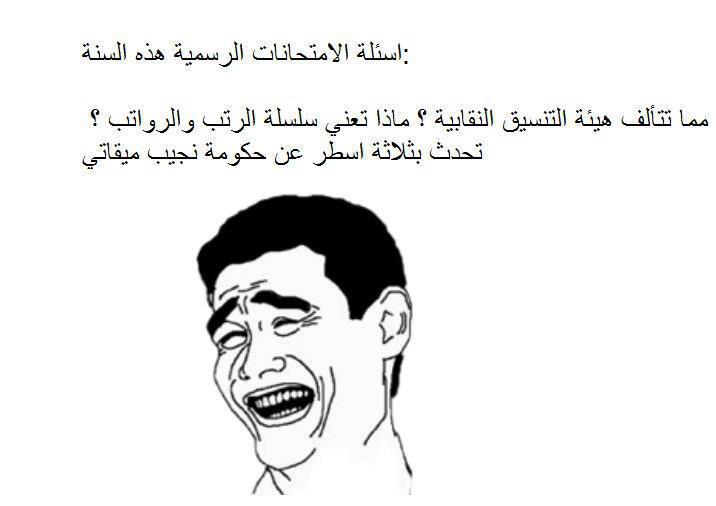 اسئلة الامتحانات الرسمية هذه السنة:
مما تتألف هيئة التنسيق النقابية ؟ ماذا تعني سلسلة الرتب والرواتب ؟
تحدث بثلاثة اسطر عن حكومة نجيب ميقاتي